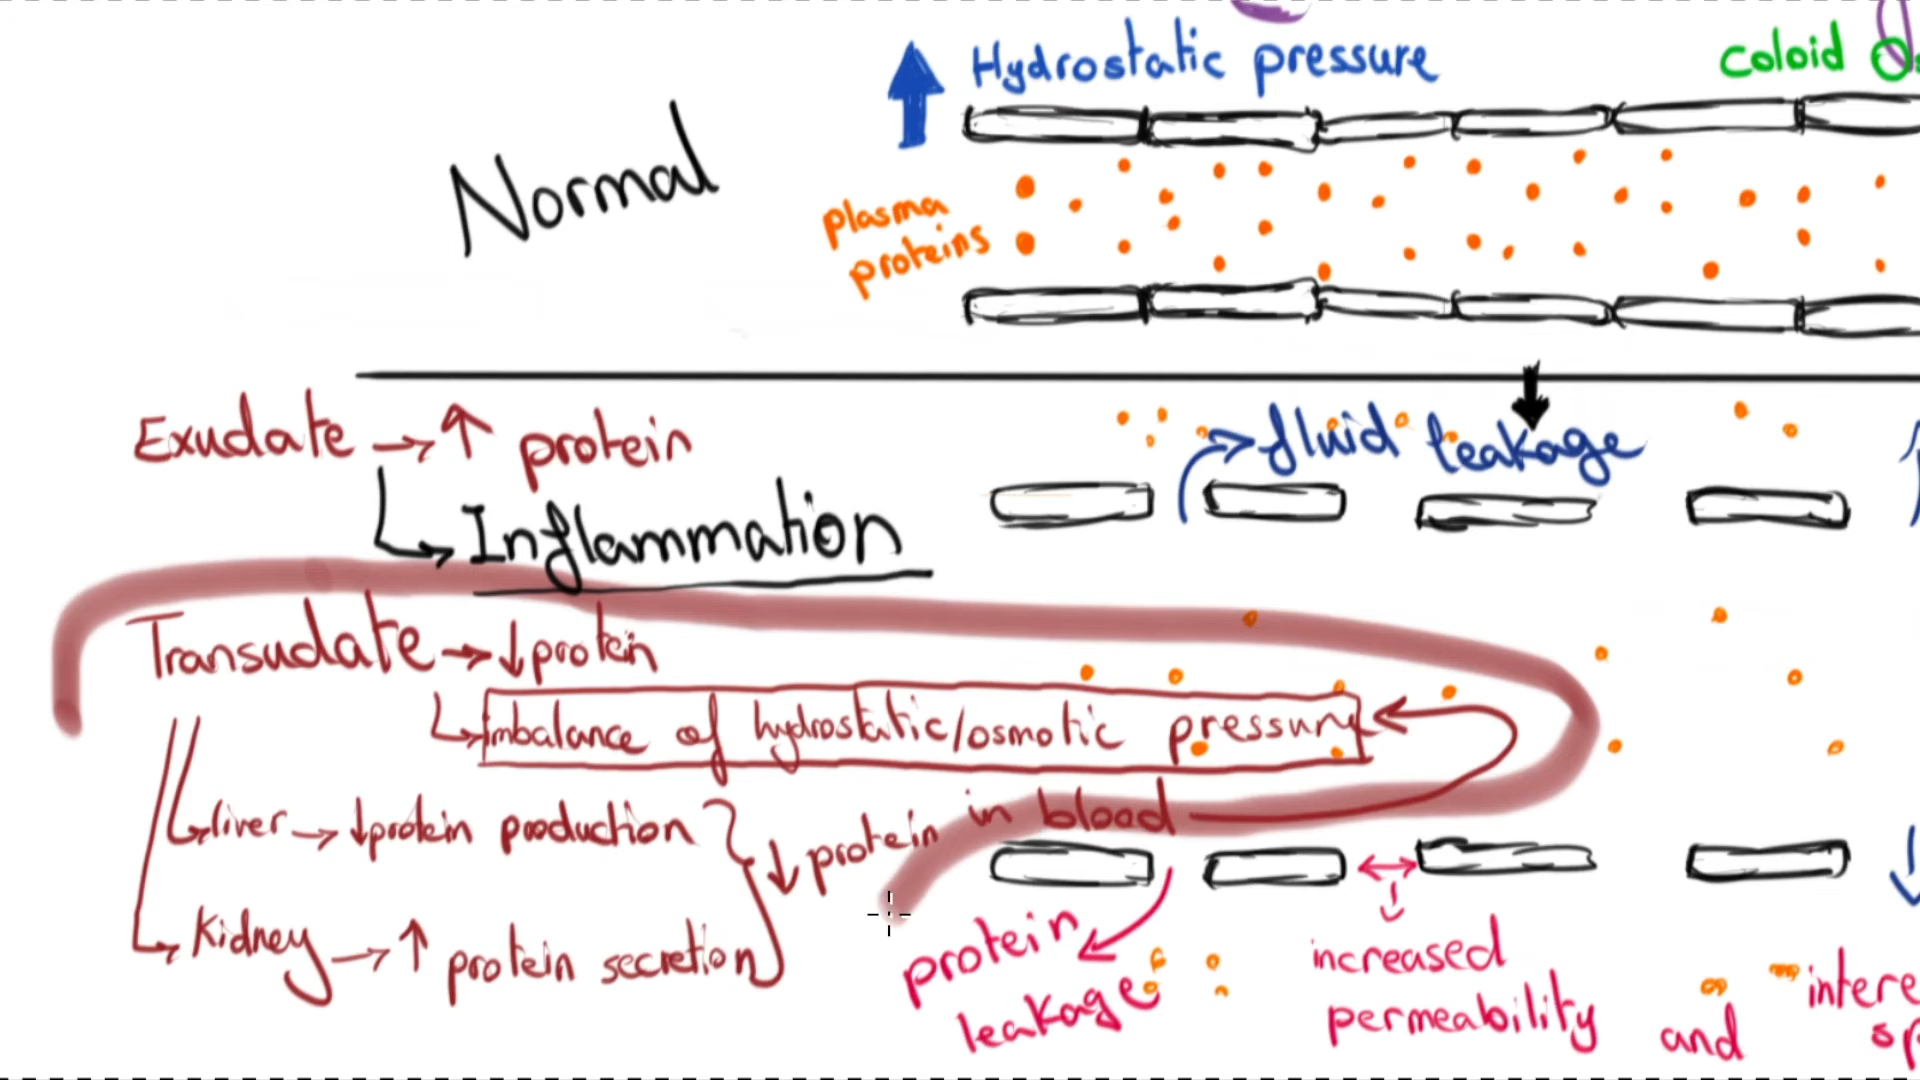 Hydrostatic pressure
coloid
Normal
plasma
proteins
Exudate → ↑ protein
Inflammation
fluid leakage
Transudate → ↓ protein
imbalance of hydrostatic/osmotic pressure
liver → ↓ protein production
↓ protein in blood
Kidney → ↑ protein secretion
protein
leakage
increased
permeability
and